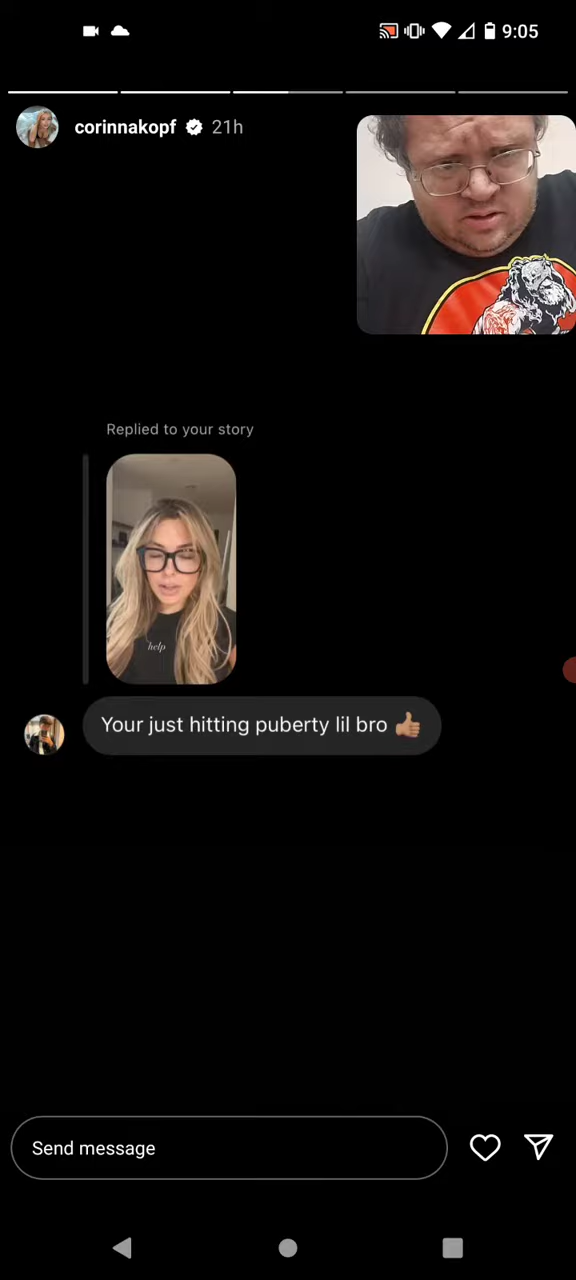 9:05
corinnakopf 21h
Replied to your story
help
Your just hitting puberty lil bro 👍🏽
Send message